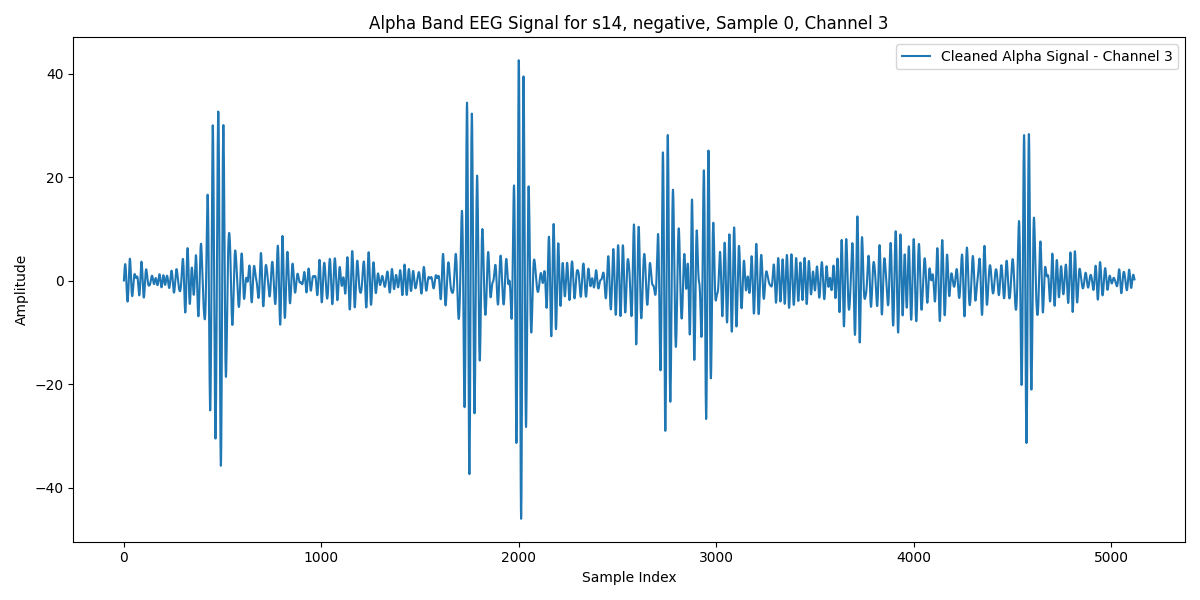 Alpha Band EEG Signal for s14, negative, Sample 0, Channel 3
Cleaned Alpha Signal - Channel 3
Amplitude
40
20
0
−20
−40
0 1000 2000 3000 4000 5000
Sample Index